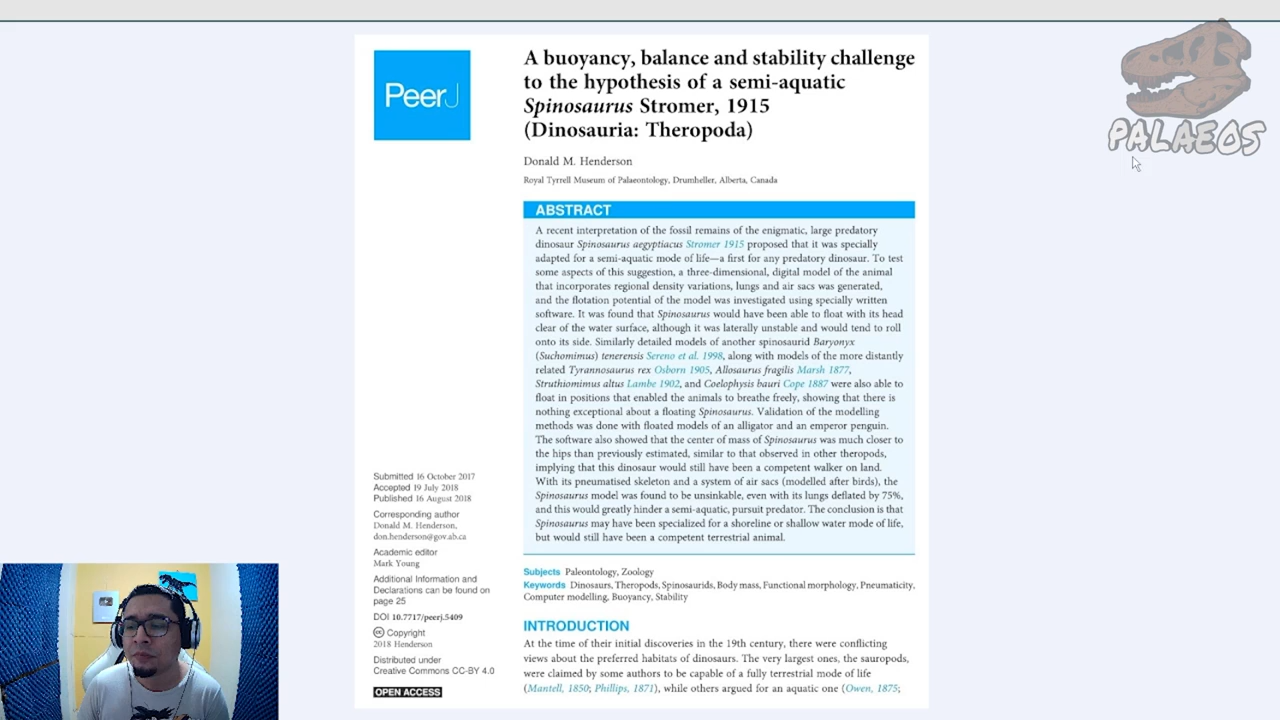 PeerJ
A buoyancy, balance and stability challenge
to the hypothesis of a semi-aquatic
Spinosaurus Stromer, 1915
(Dinosauria: Theropoda)
Donald M. Henderson
Royal Tyrrell Museum of Palaeontology, Drumheller, Alberta, Canada
ABSTRACT
A recent interpretation of the fossil remains of the enigmatic, large predatory
dinosaur Spinosaurus aegyptiacus Stromer 1915 proposed that it was specially
adapted for a semi-aquatic mode of life—a first for any predatory dinosaur. To test
some aspects of this suggestion, a three-dimensional, digital model of the animal
that incorporates regional density variations, lungs and air sacs was generated,
and the flotation potential of the model was investigated using specially written
software. It was found that Spinosaurus would have been able to float with its head
clear of the water surface, although it was laterally unstable and would tend to roll
onto its side. Similarly detailed models of another spinosaurid Baryonyx
(Suchomimus) tenerensis Sereno et al. 1998, along with models of the more distantly
related Tyrannosaurus rex Osborn 1905, Allosaurus fragilis Marsh 1877,
Struthiomimus altus Lambe 1902, and Coelophysis bauri Cope 1887 were also able to
float in positions that enabled the animals to breathe freely, showing that there is
nothing exceptional about a floating Spinosaurus. Validation of the modelling
methods was done with floated models of an alligator and an emperor penguin.
The software also showed that the center of mass of Spinosaurus was much closer to
the hips than previously estimated, similar to that observed in other theropods,
implying that this dinosaur would still have been a competent walker on land.
With its pneumatised skeleton and a system of air sacs (modelled after birds), the
Spinosaurus model was found to be unsinkable, even with its lungs deflated by 75%,
and this would greatly hinder a semi-aquatic, pursuit predator. The conclusion is that
Spinosaurus may have been specialized for a shoreline or shallow water mode of life,
but would still have been a competent terrestrial animal.
Subjects Paleontology, Zoology
Keywords Dinosaurs, Theropods, Spinosaurids, Body mass, Functional morphology, Pneumaticity,
Computer modelling, Buoyancy, Stability
INTRODUCTION
At the time of their initial discoveries in the 19th century, there were conflicting
views about the preferred habitats of dinosaurs. The very largest ones, the sauropods,
were claimed by some authors to be capable of a fully terrestrial mode of life
(Mantell, 1850; Phillips, 1871), while others argued for an aquatic one (Owen, 1875;
Submitted 16 October 2017
Accepted 19 July 2018
Published 16 August 2018
Corresponding author
Donald M. Henderson,
don.henderson@gov.ab.ca
Academic editor
Mark Young
Additional Information and
Declarations can be found on
page 25
DOI 10.7717/peerj.5409
cc Copyright
2018 Henderson
Distributed under
Creative Commons CC-BY 4.0
OPEN ACCESS
PALAEOS